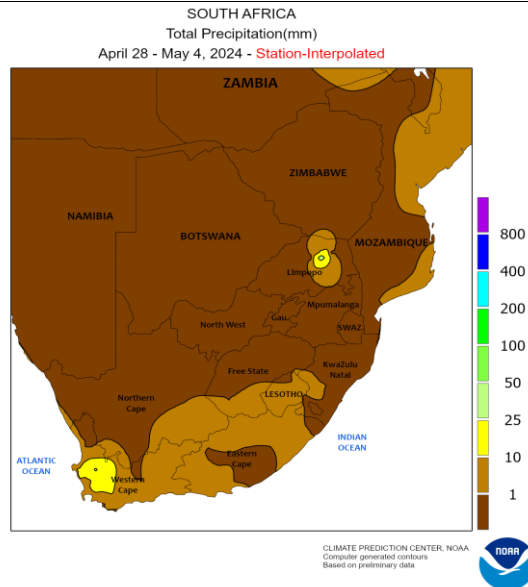 SOUTH AFRICA
Total Precipitation(mm)
April 28 - May 4, 2024 - Station-Interpolated
ZAMBIA
ZIMBABWE
NAMIBIA
BOTSWANA
MOZAMBIQUE
Limpopo
Mpumalanga
Gau.
North West
SWAZ.
Free State
KwaZulu
Natal
LESOTHO
Northern
Cape
INDIAN
OCEAN
ATLANTIC
OCEAN
Eastern
Cape
Western
Cape
800
400
200
100
50
25
10
1
CLIMATE PREDICTION CENTER, NOAA
Computer generated contours
Based on preliminary data
NOAA